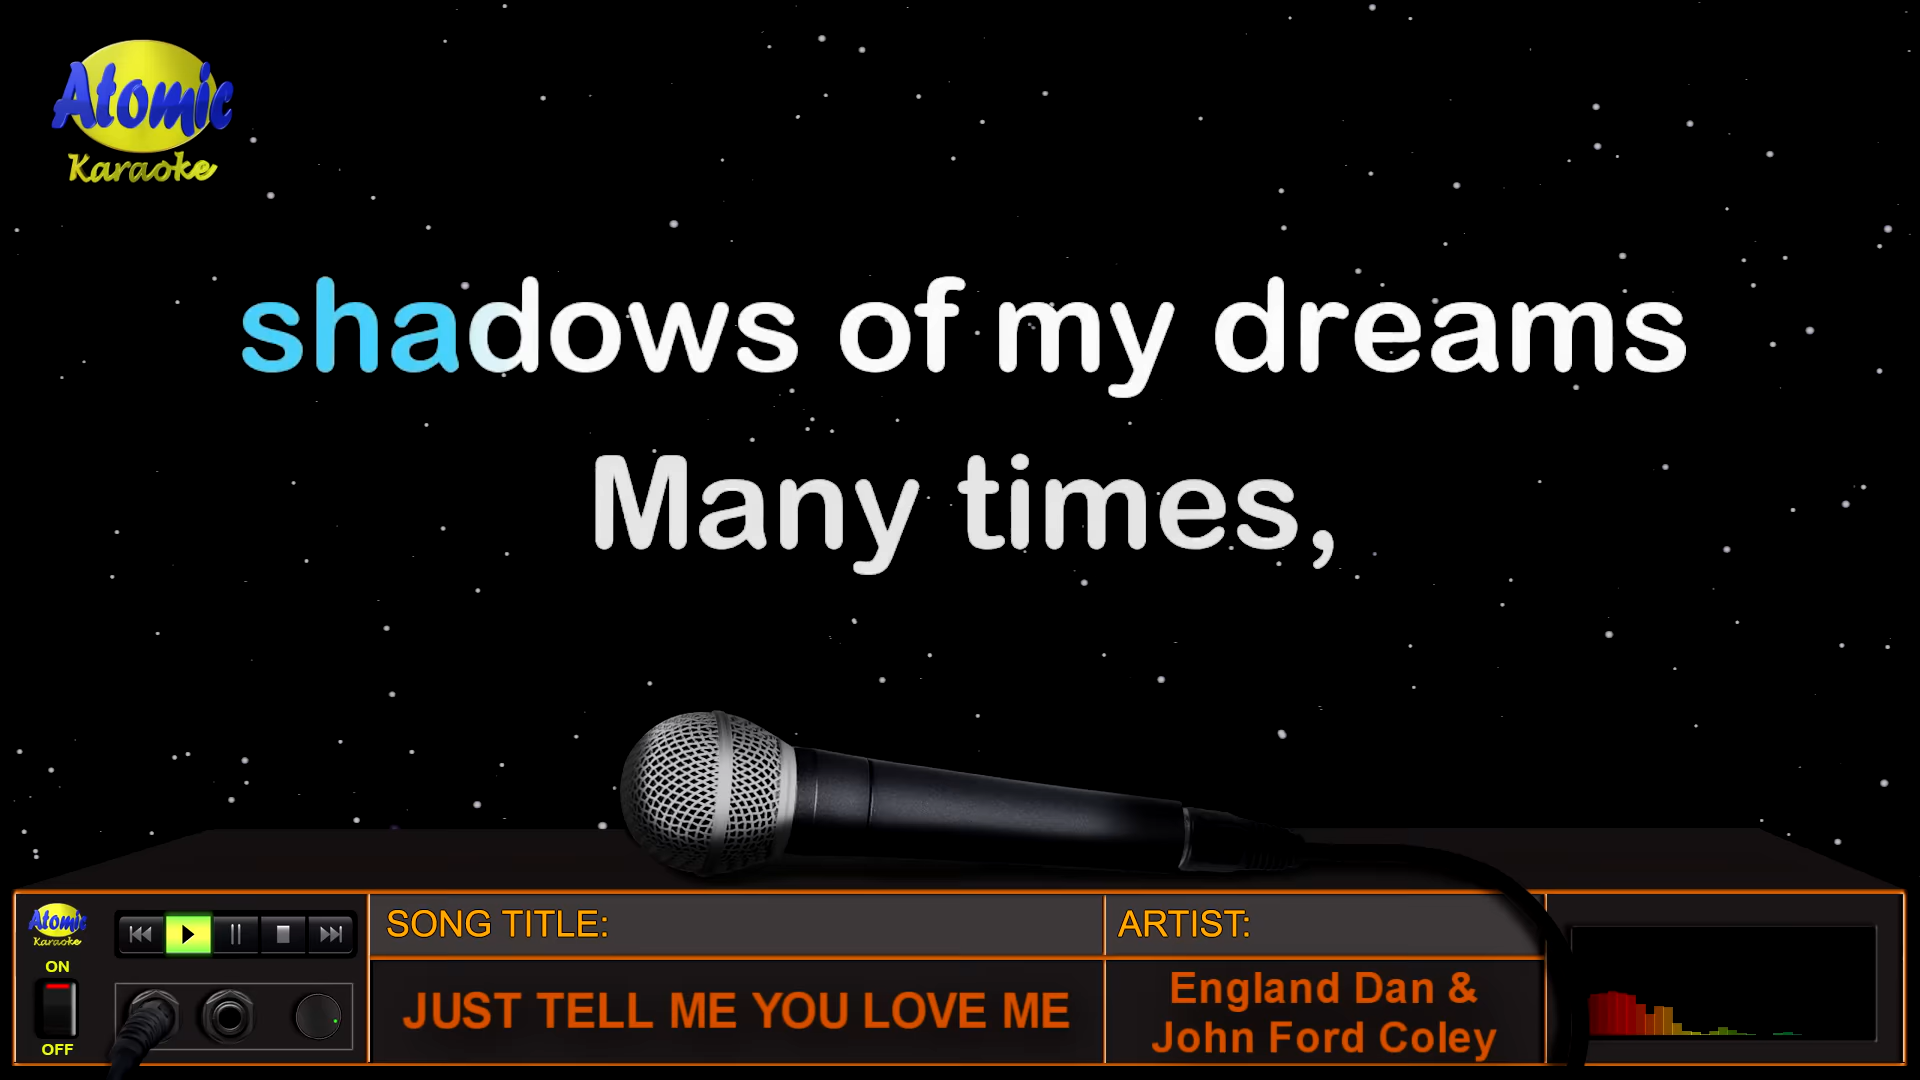 Atomic
Karaoke
shadows of my dreams
Many times,
Atomic
Karaoke
ON
OFF
SONG TITLE:
JUST TELL ME YOU LOVE ME
ARTIST:
England Dan &
John Ford Coley